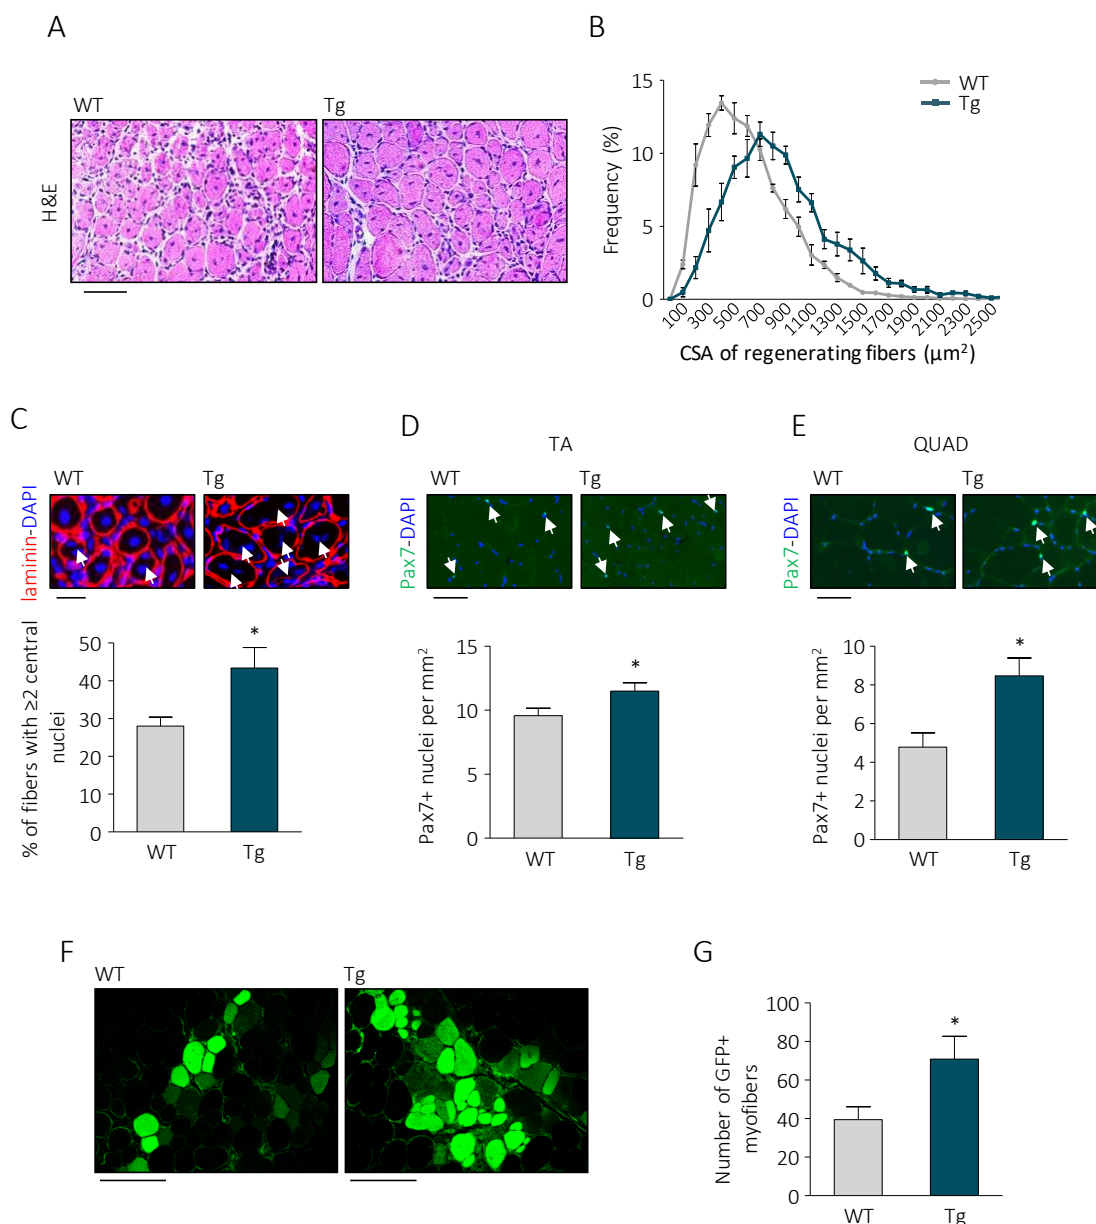 A
B
WT
Tg
H&E
WT
Tg
15
10
5
0
Frequency (%)
100
300
500
700
900
1100
1300
1500
1700
1900
2100
2300
2500
CSA of regenerating fibers (µm²)
C
D
E
TA
QUAD
WT
Tg
WT
Tg
WT
Tg
laminin-DAPI
Pax7-DAPI
Pax7-DAPI
% of fibers with ≥2 central
nuclei
50
40
30
20
10
0
*
WT
Tg
Pax7+ nuclei per mm²
15
10
5
0
*
WT
Tg
Pax7+ nuclei per mm²
10
8
6
4
2
0
*
WT
Tg
F
G
WT
Tg
Number of GFP+
myofibers
100
80
60
40
20
0
*
WT
Tg